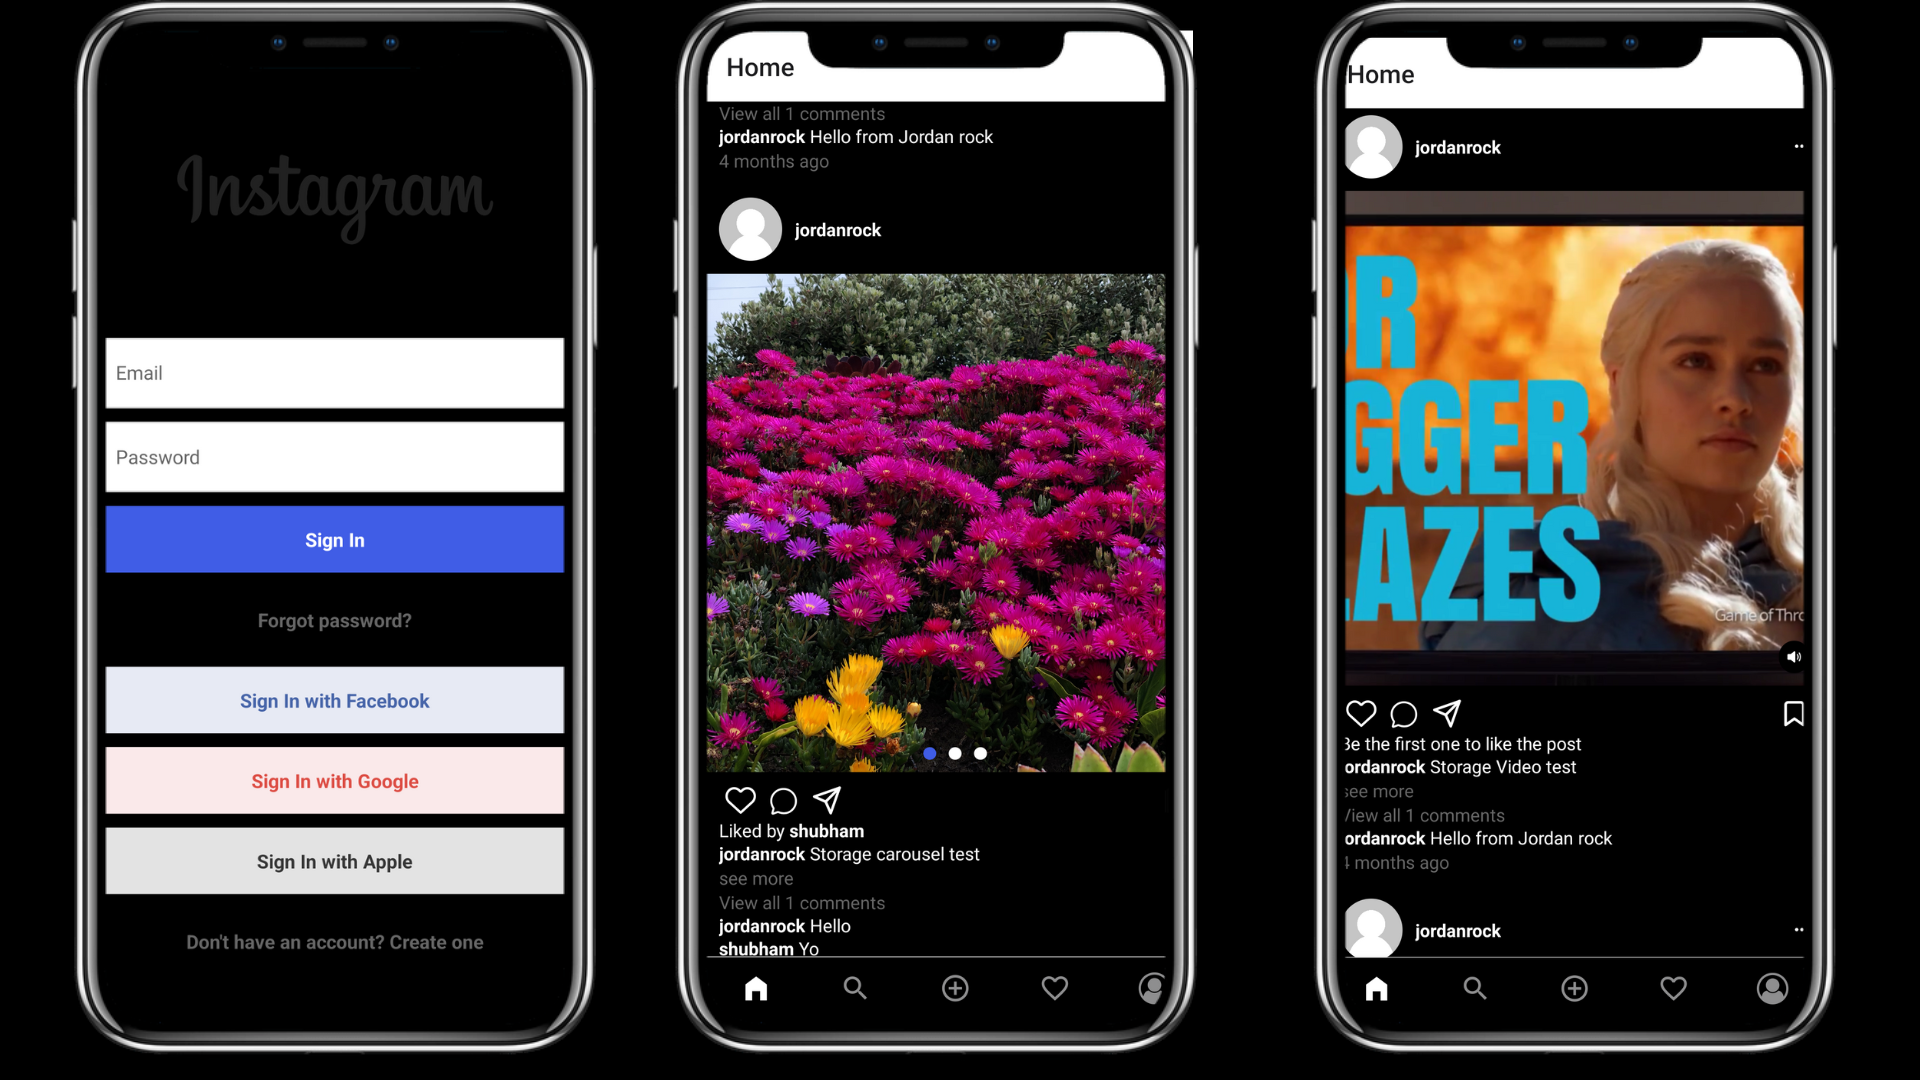 Instagram
Email
Password
Sign In
Forgot password?
Sign In with Facebook
Sign In with Google
Sign In with Apple
Don't have an account? Create one
Home
View all 1 comments
jordanrock Hello from Jordan rock
4 months ago
jordanrock
Liked by shubham
jordanrock Storage carousel test
see more
View all 1 comments
jordanrock Hello
shubham Yo
Home
jordanrock
R
GGER
AZES
Game of Thro
Be the first one to like the post
ordanrock Storage Video test
see more
View all 1 comments
ordanrock Hello from Jordan rock
4 months ago
jordanrock